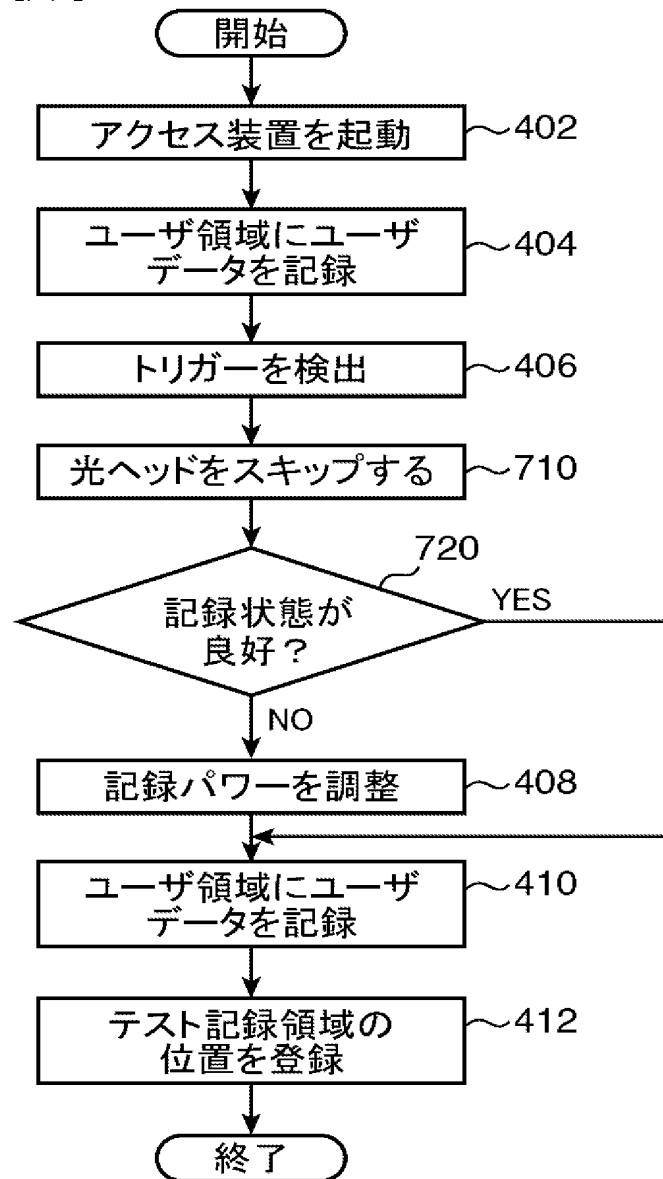 開始
アクセス装置を起動
402
ユーザ領域にユーザ
データを記録
404
トリガーを検出
406
光ヘッドをスキップする
710
720
記録状態が
良好?
YES
NO
記録パワーを調整
408
ユーザ領域にユーザ
データを記録
410
テスト記録領域の
位置を登録
412
終了